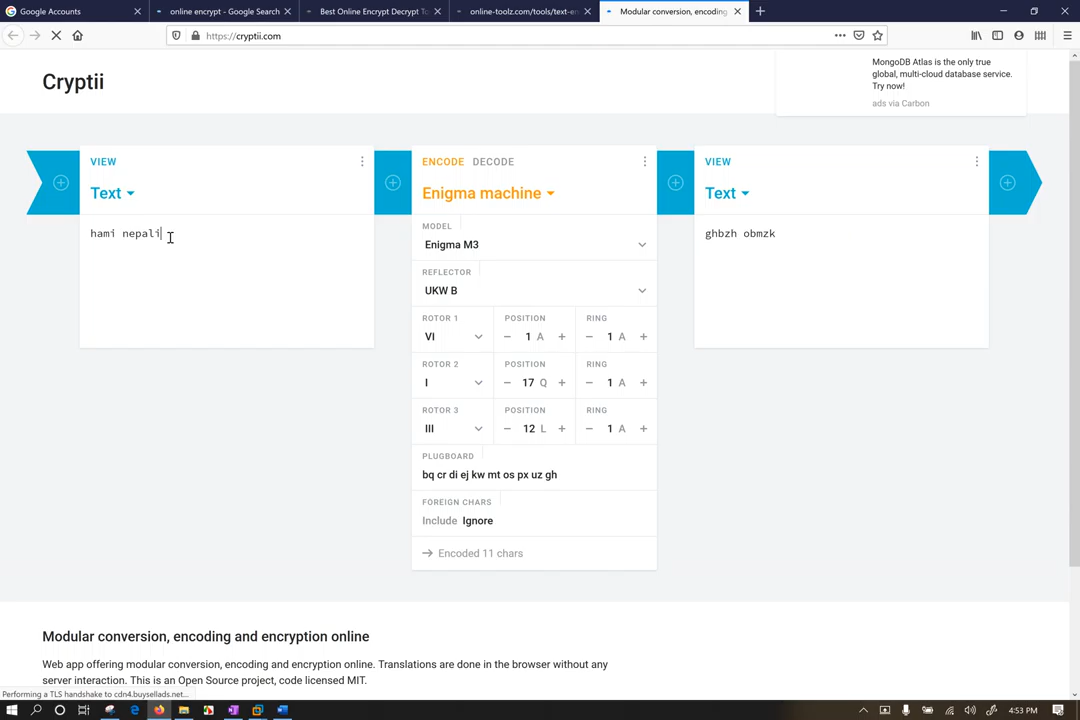 Google Accounts
online encrypt - Google Search
Best Online Encrypt Decrypt To
online-toolz.com/tools/text-en
Modular conversion, encoding
https://cryptii.com
Cryptii
MongoDB Atlas is the only true
global, multi-cloud database service.
Try now!
ads via Carbon
VIEW
Text
hami nepali
ENCODE DECODE
Enigma machine
MODEL
Enigma M3
REFLECTOR
UKW B
ROTOR 1 POSITION RING
VI − 1 A + − 1 A +
ROTOR 2 POSITION RING
I − 17 Q + − 1 A +
ROTOR 3 POSITION RING
III − 12 L + − 1 A +
PLUGBOARD
bq cr di ej kw mt os px uz gh
FOREIGN CHARS
Include Ignore
→ Encoded 11 chars
VIEW
Text
ghbzh obmzk
Modular conversion, encoding and encryption online
Web app offering modular conversion, encoding and encryption online. Translations are done in the browser without any
server interaction. This is an Open Source project, code licensed MIT.
Performing a TLS handshake to cdn4.buysellads.net...
4:53 PM